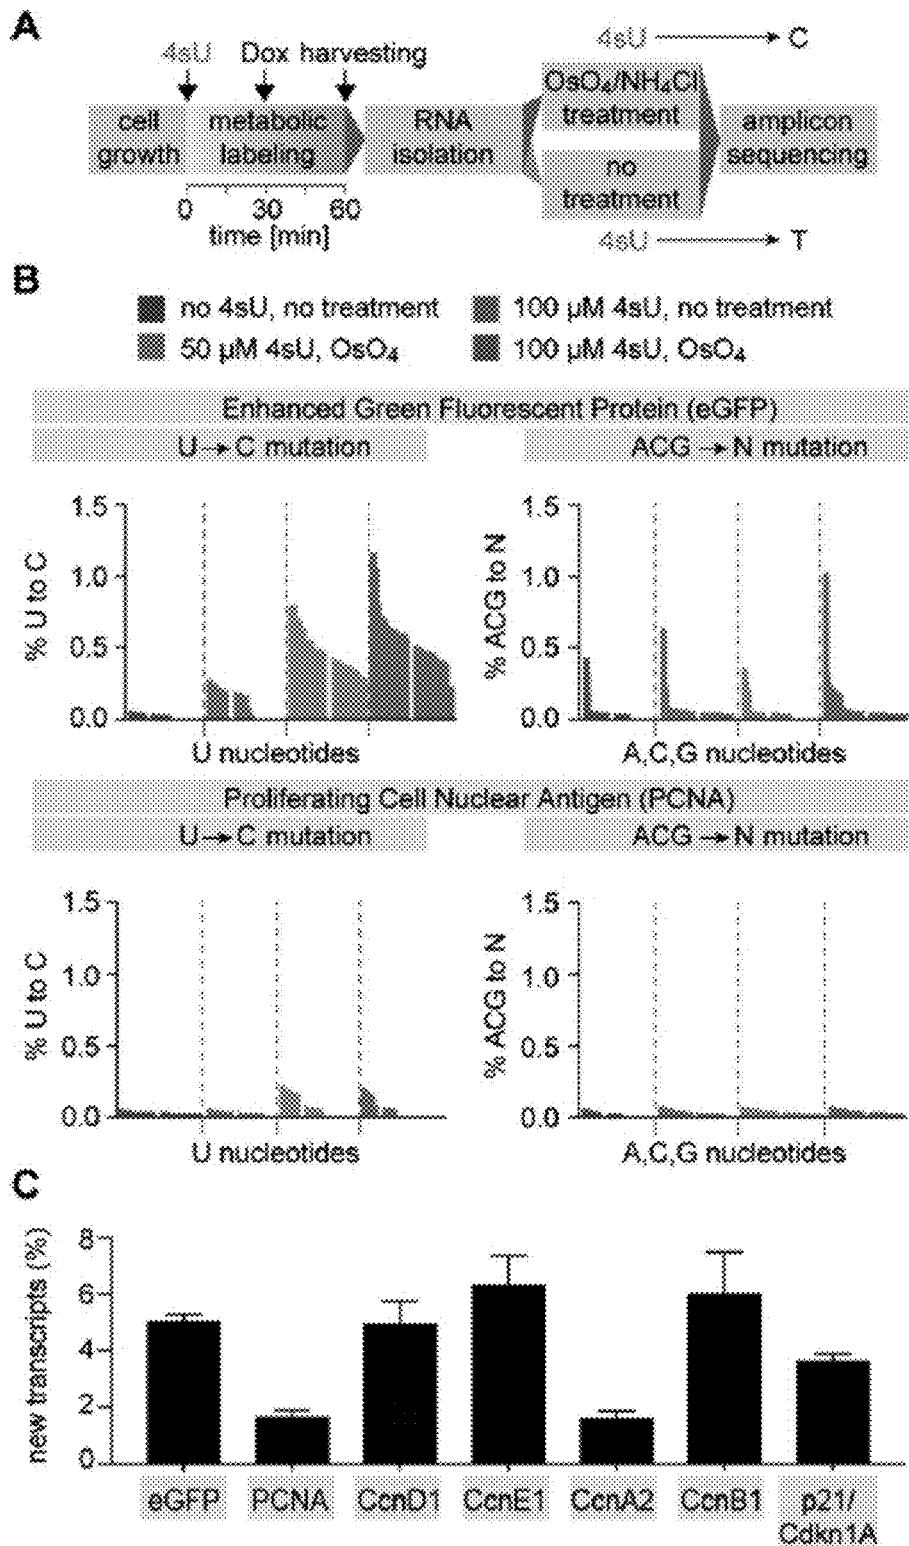 A
4sU
Dox harvesting
4sU → C
cell growth
metabolic labeling
RNA isolation
OsO4/NH4Cl treatment
no treatment
amplicon sequencing
0 30 60
time [min]
4sU → T
B
no 4sU, no treatment
100 µM 4sU, no treatment
50 µM 4sU, OsO4
100 µM 4sU, OsO4
Enhanced Green Fluorescent Protein (eGFP)
U→C mutation
ACG→N mutation
% U to C
1.5
1.0
0.5
0.0
U nucleotides
% ACG to N
1.5
1.0
0.5
0.0
A,C,G nucleotides
Proliferating Cell Nuclear Antigen (PCNA)
U→C mutation
ACG→N mutation
% U to C
1.5
1.0
0.5
0.0
U nucleotides
% ACG to N
1.5
1.0
0.5
0.0
A,C,G nucleotides
C
new transcripts (%)
8
6
4
2
0
eGFP
PCNA
CcnD1
CcnE1
CcnA2
CcnB1
p21/
Cdkn1A